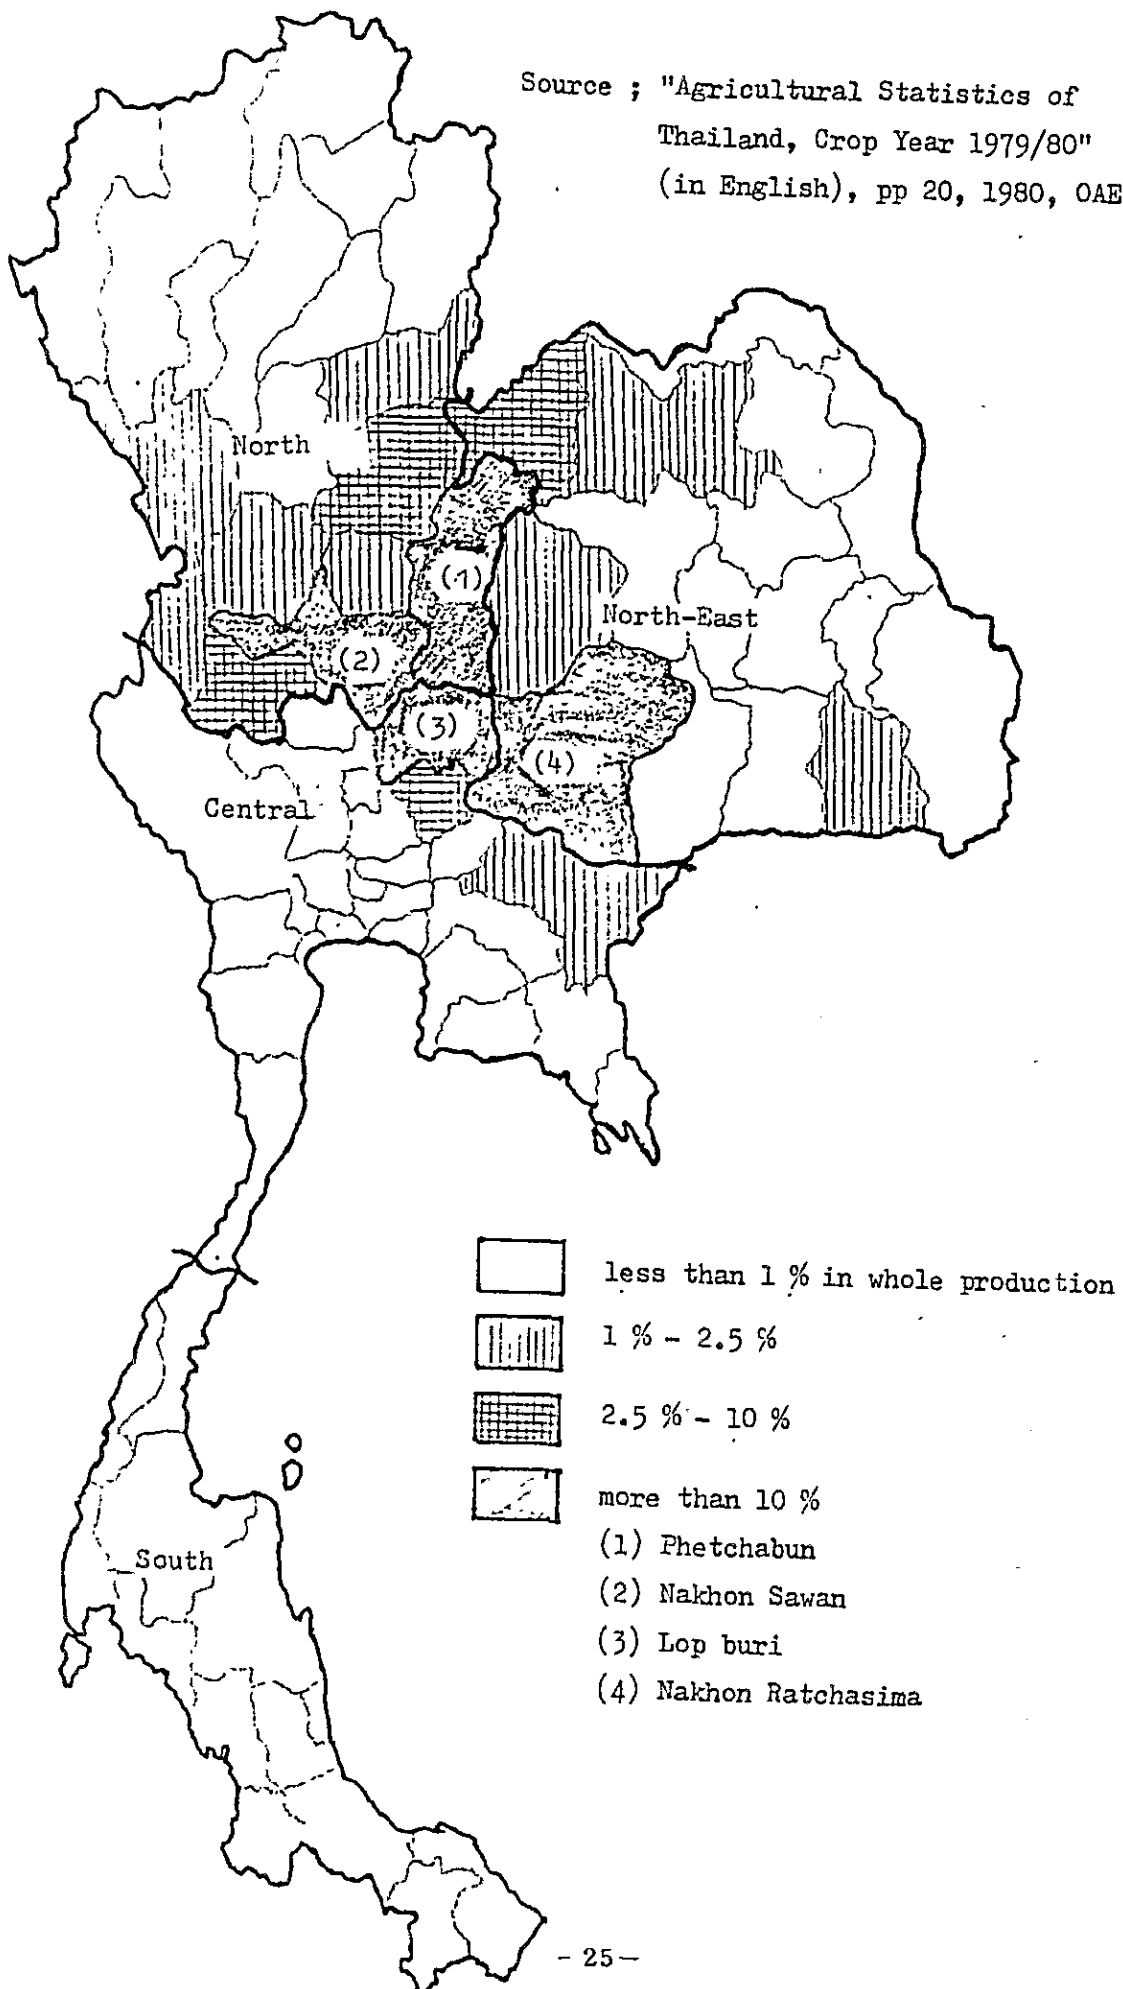 Source ; "Agricultural Statistics of
Thailand, Crop Year 1979/80"
(in English), pp 20, 1980, OAE
North
(1)
North-East
(2)
(3)
(4)
Central
less than 1 % in whole production
1 % - 2.5 %
2.5 % - 10 %
more than 10 %
(1) Phetchabun
South
(2) Nakhon Sawan
(3) Lop buri
(4) Nakhon Ratchasima
- 25 -